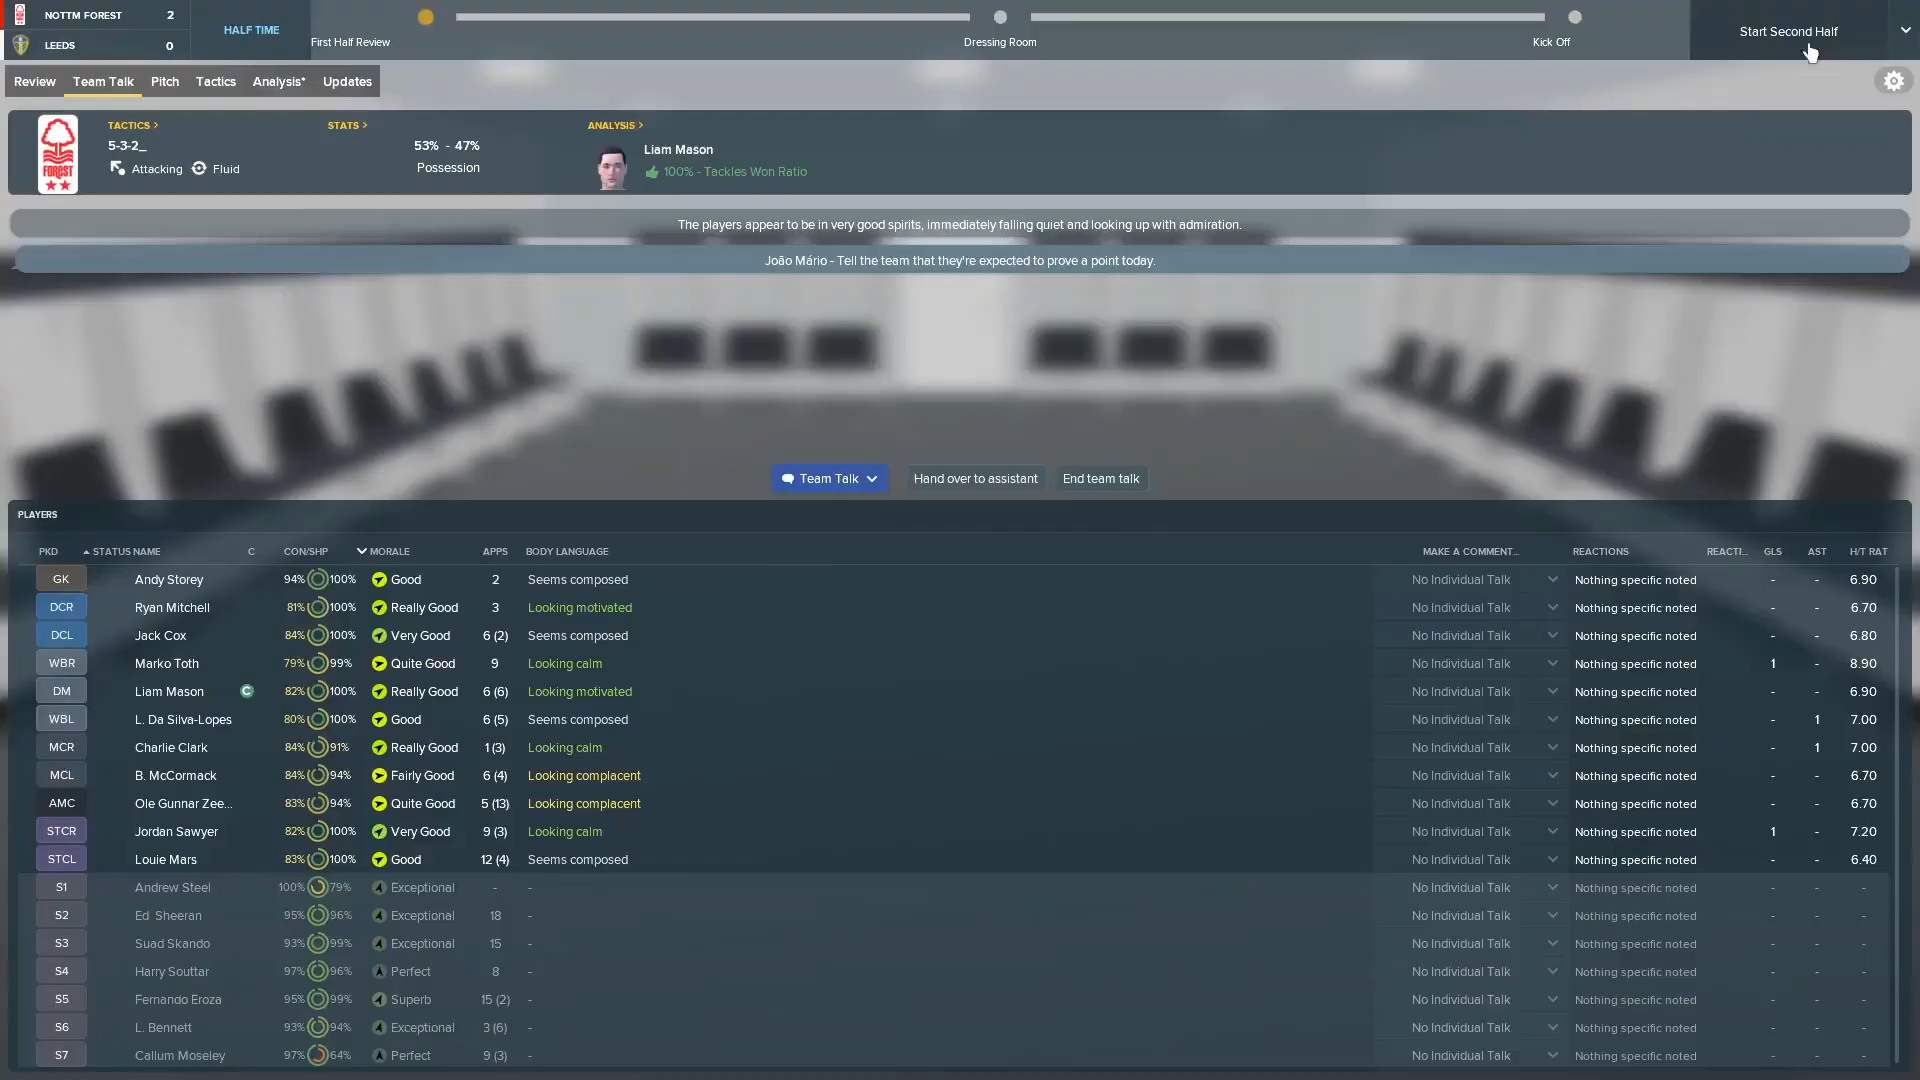 NOTTM FOREST 2
LEEDS 0
HALF TIME
First Half Review
Dressing Room
Kick Off
Start Second Half
Review Team Talk Pitch Tactics Analysis* Updates
FOREST
TACTICS >
5-3-2_
Attacking Fluid
STATS >
53% - 47%
Possession
ANALYSIS >
Liam Mason
100% - Tackles Won Ratio
The players appear to be in very good spirits, immediately falling quiet and looking up with admiration.
João Mário - Tell the team that they're expected to prove a point today.
Team Talk Hand over to assistant End team talk
PLAYERS
PKD STATUS NAME C CON/SHP MORALE APPS BODY LANGUAGE MAKE A COMMENT... REACTIONS REACTI... GLS AST H/T RAT
GK Andy Storey 94% 100% Good 2 Seems composed No Individual Talk Nothing specific noted - - 6.90
DCR Ryan Mitchell 81% 100% Really Good 3 Looking motivated No Individual Talk Nothing specific noted - - 6.70
DCL Jack Cox 84% 100% Very Good 6 (2) Seems composed No Individual Talk Nothing specific noted - - 6.80
WBR Marko Toth 79% 99% Quite Good 9 Looking calm No Individual Talk Nothing specific noted 1 - 8.90
DM Liam Mason C 82% 100% Really Good 6 (6) Looking motivated No Individual Talk Nothing specific noted - - 6.90
WBL L. Da Silva-Lopes 80% 100% Good 6 (5) Seems composed No Individual Talk Nothing specific noted - 1 7.00
MCR Charlie Clark 84% 91% Really Good 1 (3) Looking calm No Individual Talk Nothing specific noted - 1 7.00
MCL B. McCormack 84% 94% Fairly Good 6 (4) Looking complacent No Individual Talk Nothing specific noted - - 6.70
AMC Ole Gunnar Zee... 83% 94% Quite Good 5 (13) Looking complacent No Individual Talk Nothing specific noted - - 6.70
STCR Jordan Sawyer 82% 100% Very Good 9 (3) Looking calm No Individual Talk Nothing specific noted 1 - 7.20
STCL Louie Mars 83% 100% Good 12 (4) Seems composed No Individual Talk Nothing specific noted - - 6.40
S1 Andrew Steel 100% 79% Exceptional - - No Individual Talk Nothing specific noted - - -
S2 Ed Sheeran 95% 96% Exceptional 18 - No Individual Talk Nothing specific noted - - -
S3 Suad Skando 93% 99% Exceptional 15 - No Individual Talk Nothing specific noted - - -
S4 Harry Souttar 97% 96% Perfect 8 - No Individual Talk Nothing specific noted - - -
S5 Fernando Eroza 95% 99% Superb 15 (2) - No Individual Talk Nothing specific noted - - -
S6 L. Bennett 93% 94% Exceptional 3 (6) - No Individual Talk Nothing specific noted - - -
S7 Callum Moseley 97% 64% Perfect 9 (3) - No Individual Talk Nothing specific noted - - -